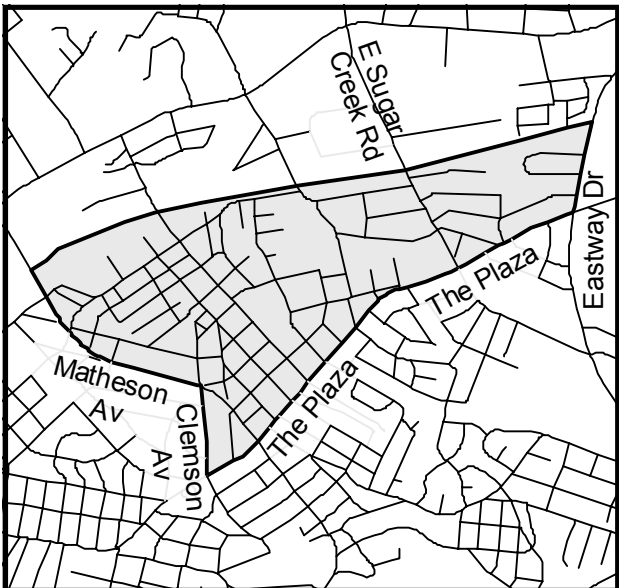 E Sugar
Creek Rd
Eastway Dr
The Plaza
The Plaza
Matheson
Av
Clemson
Av